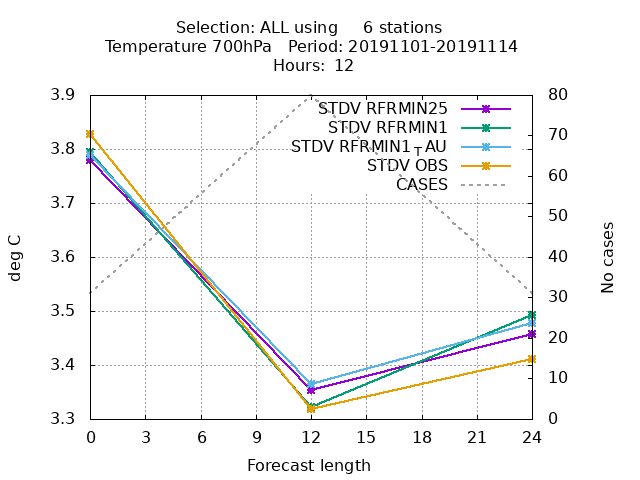 Selection: ALL using     6 stations
Temperature 700hPa   Period: 20191101-20191114
Hours: 12
STDV RFRMIN25
STDV RFRMIN1
STDV RFRMIN1TAU
STDV OBS
CASES
3.9
3.8
3.7
3.6
3.5
3.4
3.3
80
70
60
50
40
30
20
10
0
deg C
No cases
0 3 6 9 12 15 18 21 24
Forecast length